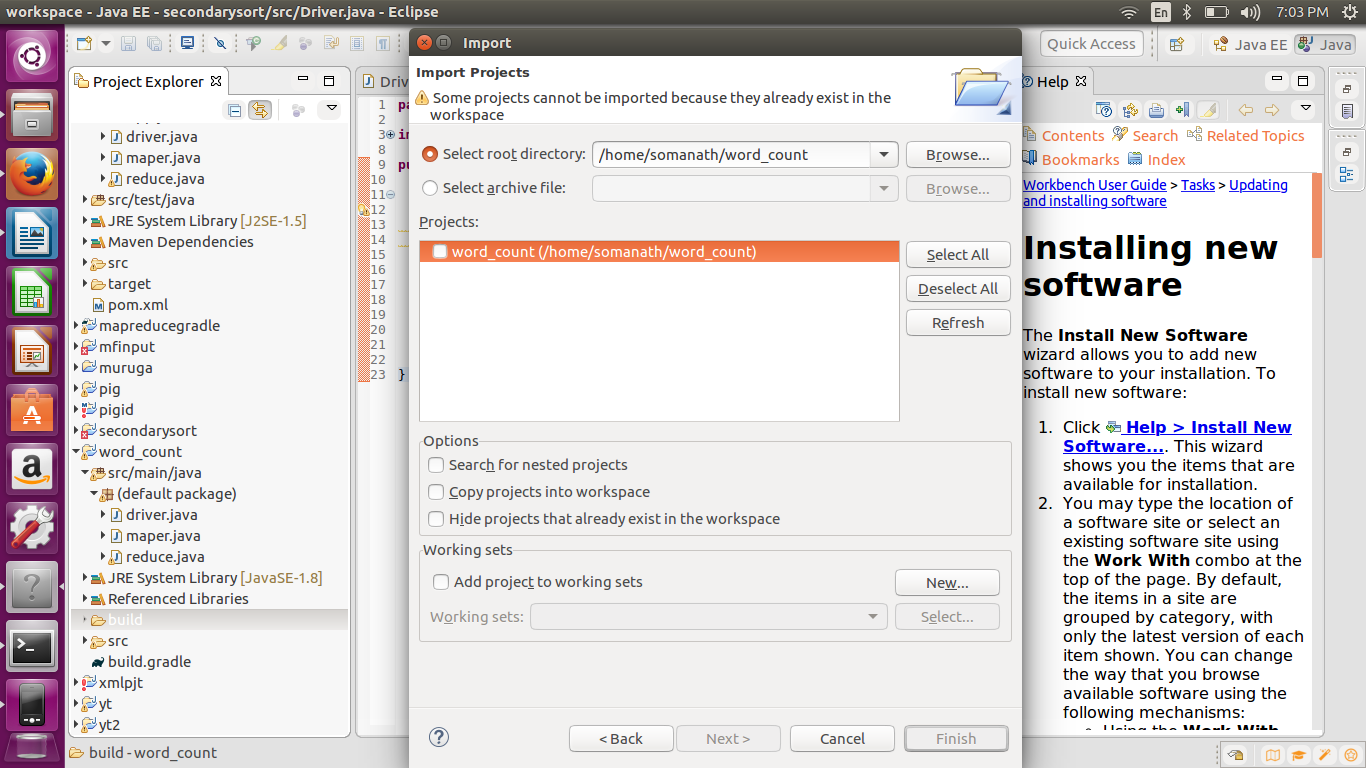 workspace - Java EE - secondarysort/src/Driver.java - Eclipse
En
7:03 PM
Quick Access
Java EE
Java
Project Explorer
driver.java
maper.java
reduce.java
src/test/java
JRE System Library [J2SE-1.5]
Maven Dependencies
src
target
pom.xml
mapreducegradle
mfinput
muruga
pig
pigid
secondarysort
word_count
src/main/java
(default package)
driver.java
maper.java
reduce.java
JRE System Library [JavaSE-1.8]
Referenced Libraries
build
src
build.gradle
xmlpjt
yt
yt2
build - word_count
1
2
3
8
9
10
11
12
13
14
15
16
17
18
19
20
21
22
23 }
Import
Import Projects
Some projects cannot be imported because they already exist in the
workspace
Select root directory: /home/somanath/word_count Browse...
Select archive file: Browse...
Projects:
word_count (/home/somanath/word_count)
Select All
Deselect All
Refresh
Options
Search for nested projects
Copy projects into workspace
Hide projects that already exist in the workspace
Working sets
Add project to working sets New...
Working sets: Select...
< Back Next > Cancel Finish
Help
Contents Search Related Topics
Bookmarks Index
Workbench User Guide > Tasks > Updating
and installing software
Installing new
software
The Install New Software
wizard allows you to add new
software to your installation. To
install new software:
1. Click Help > Install New
Software.... This wizard
shows you the items that are
available for installation.
2. You may type the location of
a software site or select an
existing software site using
the Work With combo at the
top of the page. By default,
the items in a site are
grouped by category, with
only the latest version of each
item shown. You can change
the way that you browse
available software using the
following mechanisms: